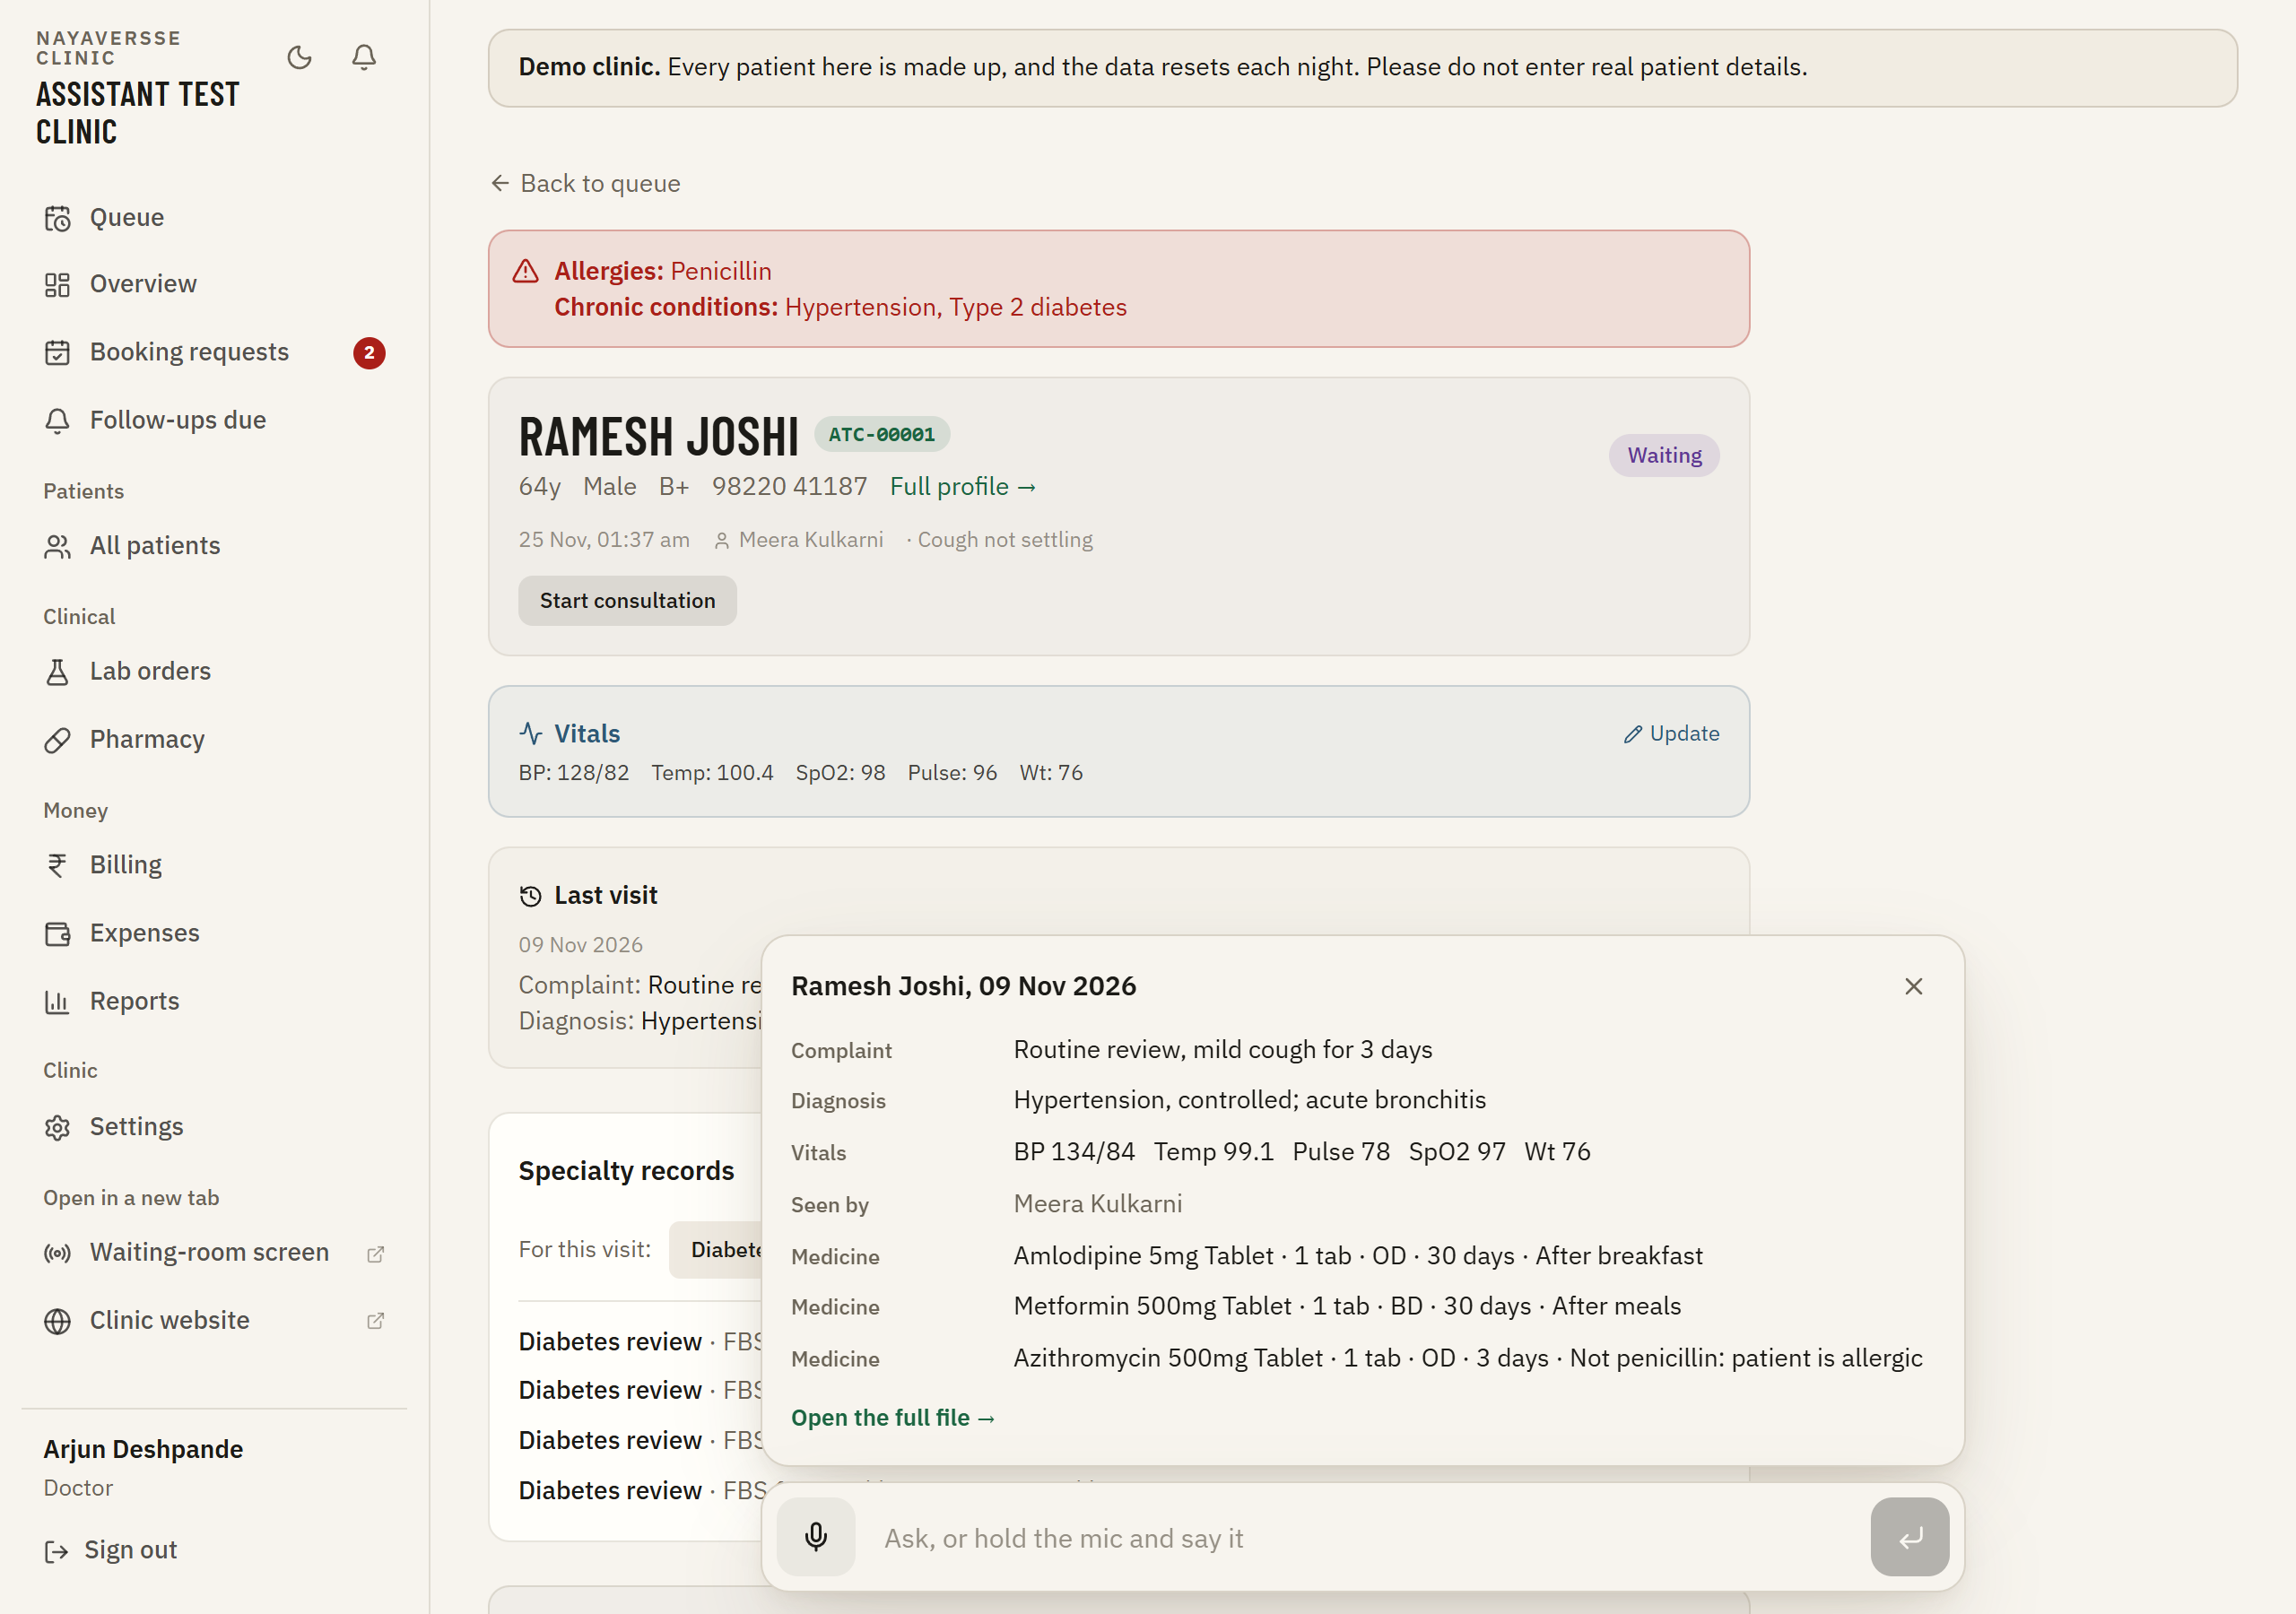 NAYAVERSSE
CLINIC
ASSISTANT TEST
CLINIC
Queue
Overview
Booking requests 2
Follow-ups due
Patients
All patients
Clinical
Lab orders
Pharmacy
Money
Billing
Expenses
Reports
Clinic
Settings
Open in a new tab
Waiting-room screen
Clinic website
Arjun Deshpande
Doctor
Sign out
Demo clinic. Every patient here is made up, and the data resets each night. Please do not enter real patient details.
← Back to queue
Allergies: Penicillin
Chronic conditions: Hypertension, Type 2 diabetes
RAMESH JOSHI ATC-00001
Waiting
64y Male B+ 98220 41187 Full profile →
25 Nov, 01:37 am Meera Kulkarni · Cough not settling
Start consultation
Vitals Update
BP: 128/82 Temp: 100.4 SpO2: 98 Pulse: 96 Wt: 76
Last visit
09 Nov 2026
Complaint: Routine
Diagnosis:
Specialty records
For this visit:
Diabetes review ·
Diabetes review ·
Diabetes review ·
Diabetes review ·
Ramesh Joshi, 09 Nov 2026
Complaint Routine review, mild cough for 3 days
Diagnosis Hypertension, controlled; acute bronchitis
Vitals BP 134/84 Temp 99.1 Pulse 78 SpO2 97 Wt 76
Seen by Meera Kulkarni
Medicine Amlodipine 5mg Tablet · 1 tab · OD · 30 days · After breakfast
Medicine Metformin 500mg Tablet · 1 tab · BD · 30 days · After meals
Medicine Azithromycin 500mg Tablet · 1 tab · OD · 3 days · Not penicillin: patient is allergic
Open the full file →
Ask, or hold the mic and say it